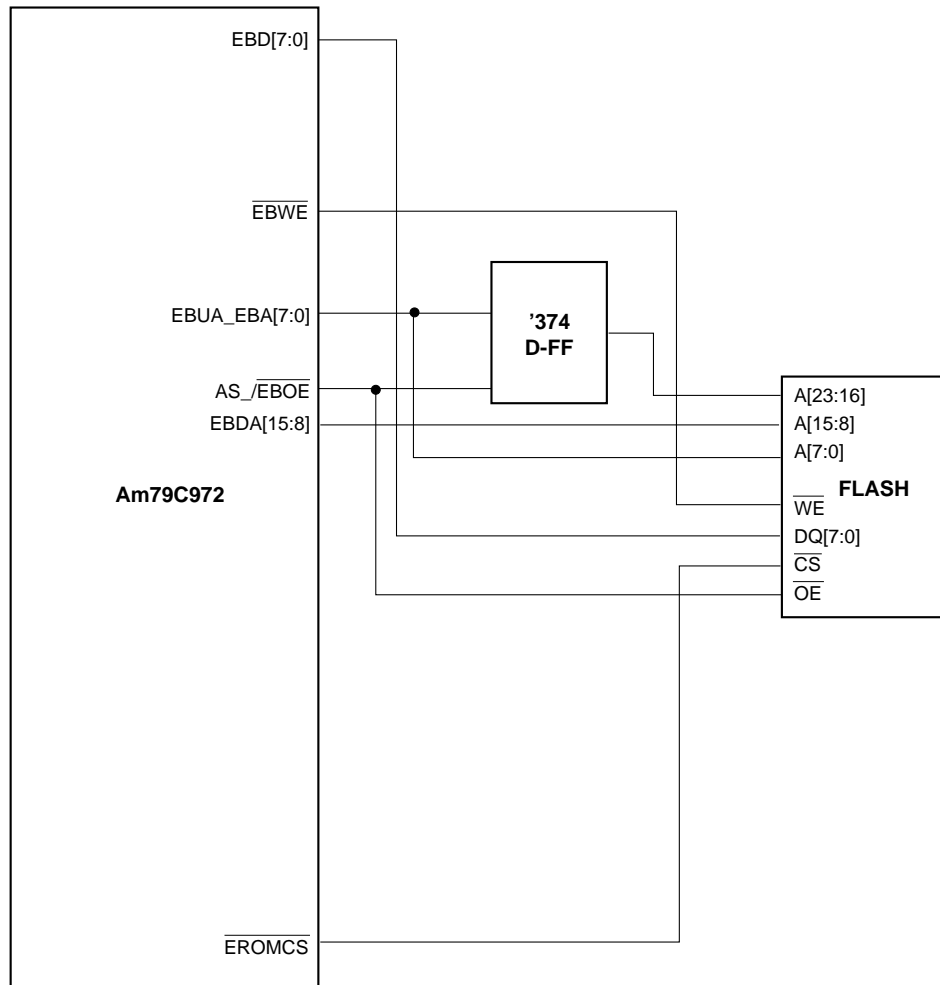 EBD[7:0]
EBWE
EBUA_EBA[7:0]
’374
D-FF
AS_/EBOE
EBDA[15:8]
A[23:16]
A[15:8]
A[7:0]
Am79C972
FLASH
WE
DQ[7:0]
CS
OE
EROMCS